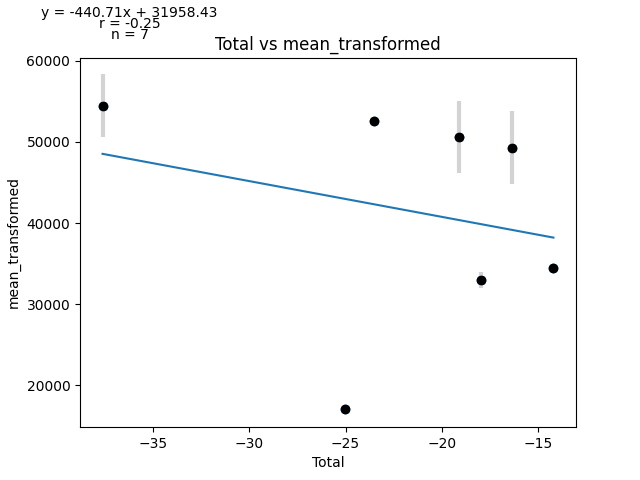 y = -440.71x + 31958.43
r = -0.25
n = 7
Total vs mean_transformed
60000
50000
40000
30000
20000
mean_transformed
−35
−30
−25
−20
−15
Total